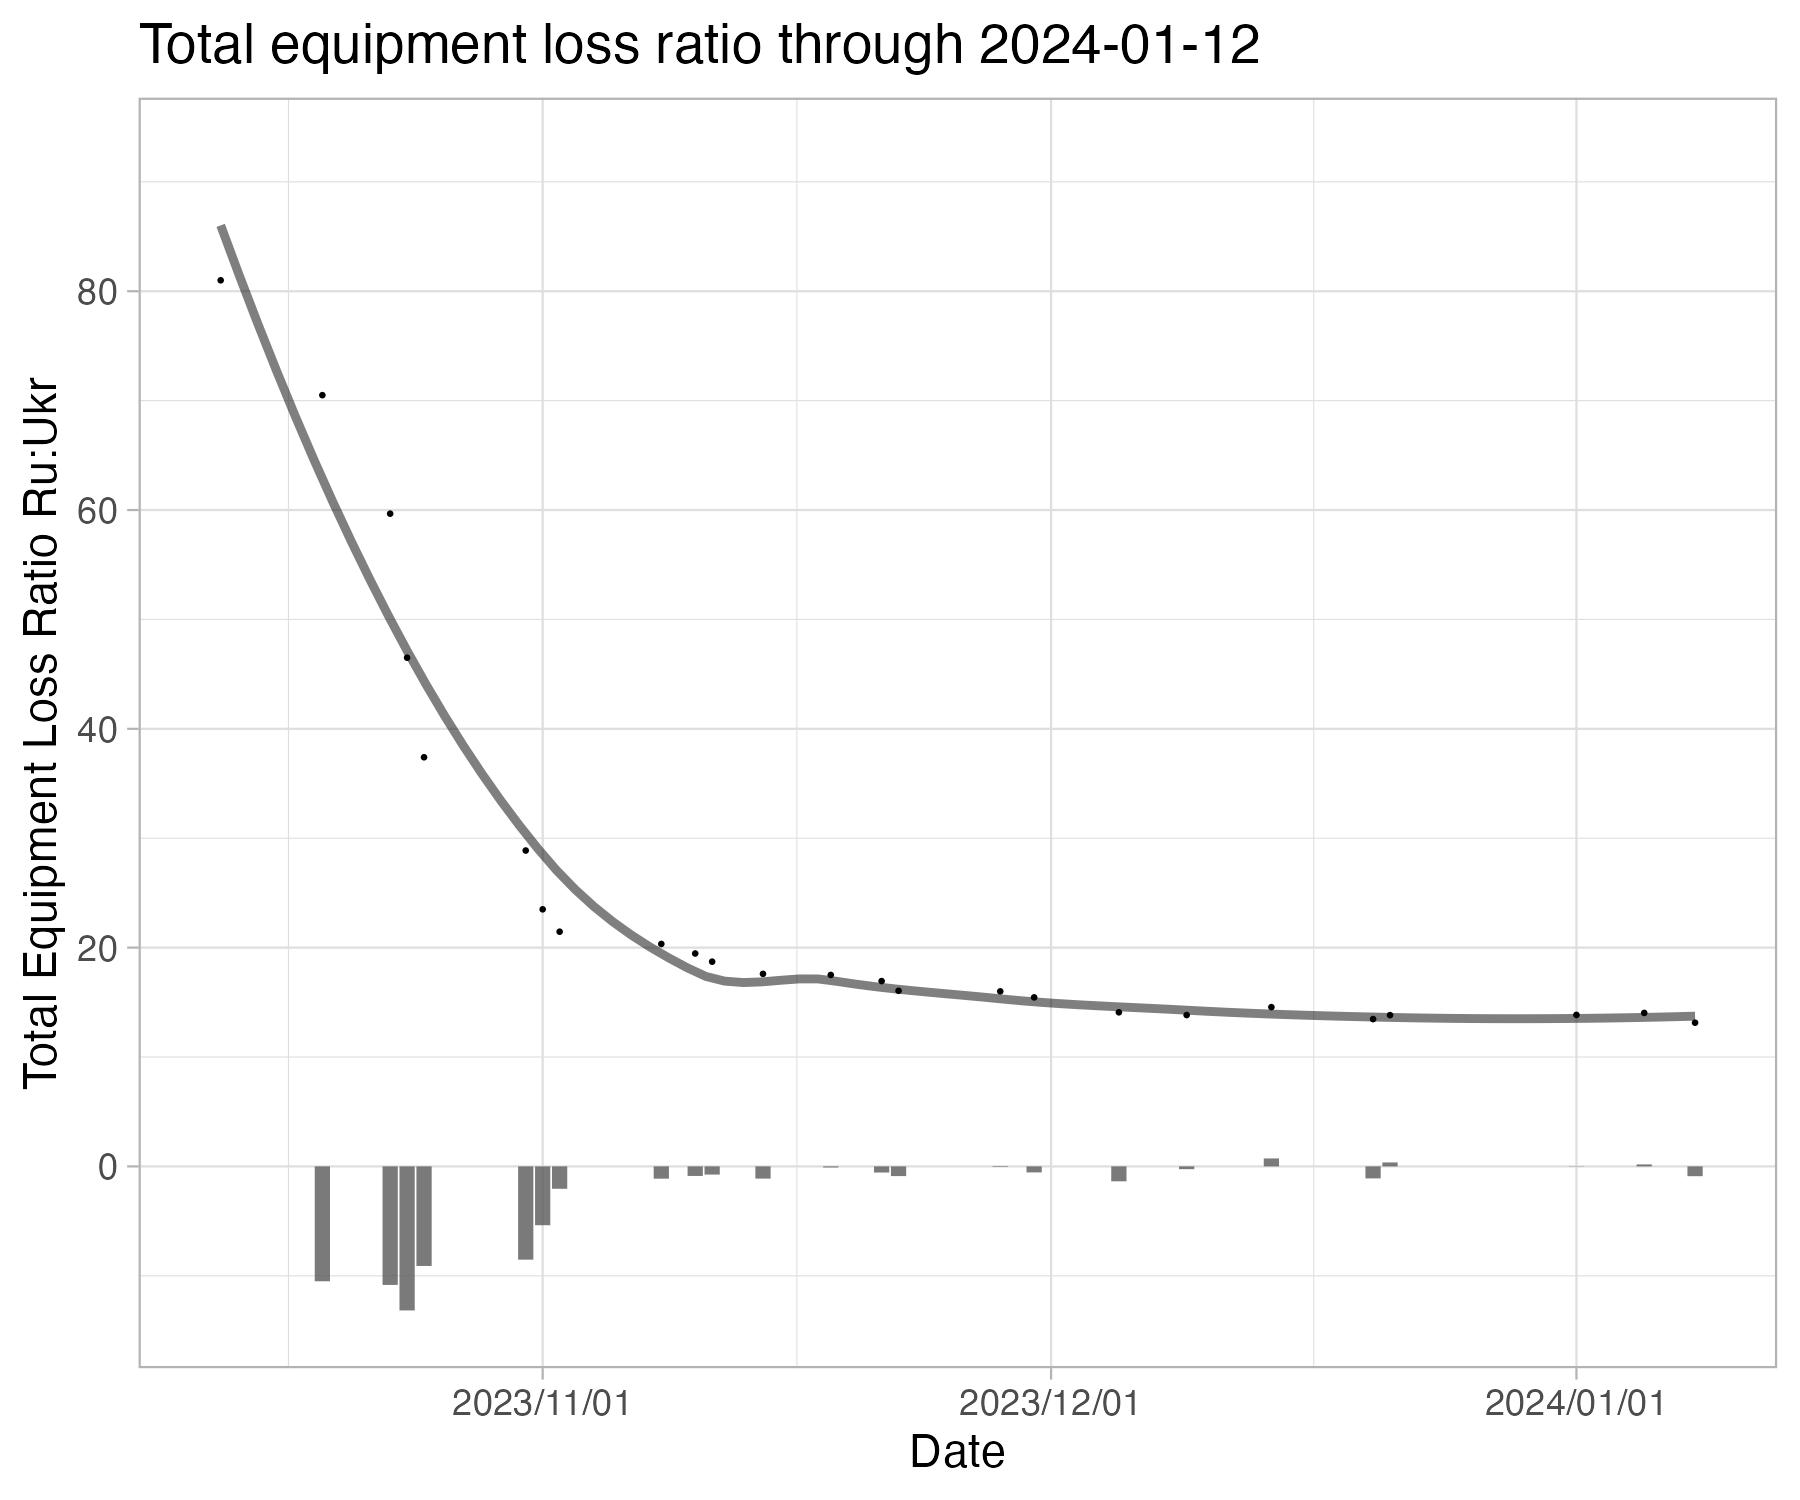 Total equipment loss ratio through 2024-01-12
Total Equipment Loss Ratio Ru:Ukr
80
60
40
20
0
2023/11/01
2023/12/01
2024/01/01
Date